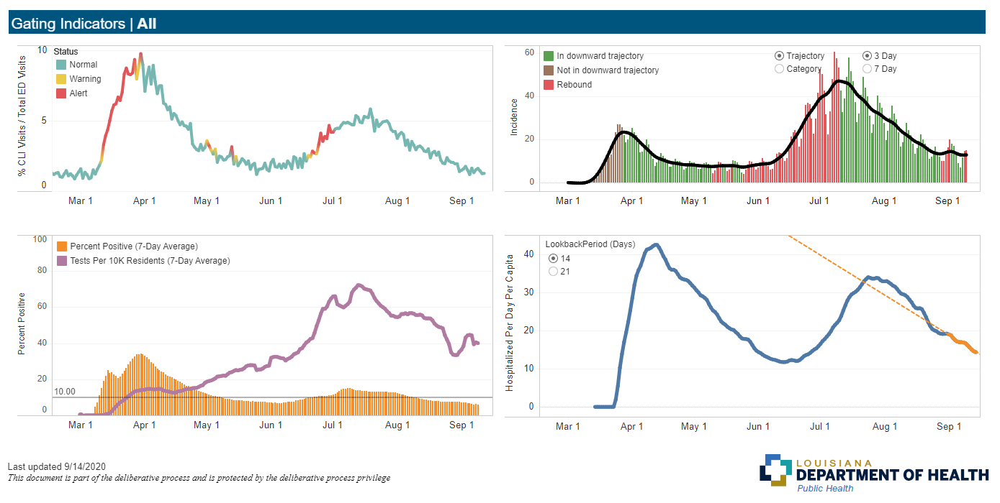 Gating Indicators | All
% CLI Visits / Total ED Visits
10
5
0
Status
Normal
Warning
Alert
Mar 1 Apr 1 May 1 Jun 1 Jul 1 Aug 1 Sep 1
Incidence
60
40
20
0
In downward trajectory
Not in downward trajectory
Rebound
Trajectory
Category
3 Day
7 Day
Mar 1 Apr 1 May 1 Jun 1 Jul 1 Aug 1 Sep 1
Percent Positive
100
80
60
40
20
0
Percent Positive (7-Day Average)
Tests Per 10K Residents (7-Day Average)
10.00
Mar 1 Apr 1 May 1 Jun 1 Jul 1 Aug 1 Sep 1
Hospitalized Per Day Per Capita
40
30
20
10
0
LookbackPeriod (Days)
14
21
Mar 1 Apr 1 May 1 Jun 1 Jul 1 Aug 1 Sep 1
Last updated 9/14/2020
This document is part of the deliberative process and is protected by the deliberative process privilege
LOUISIANA
DEPARTMENT OF HEALTH
Public Health